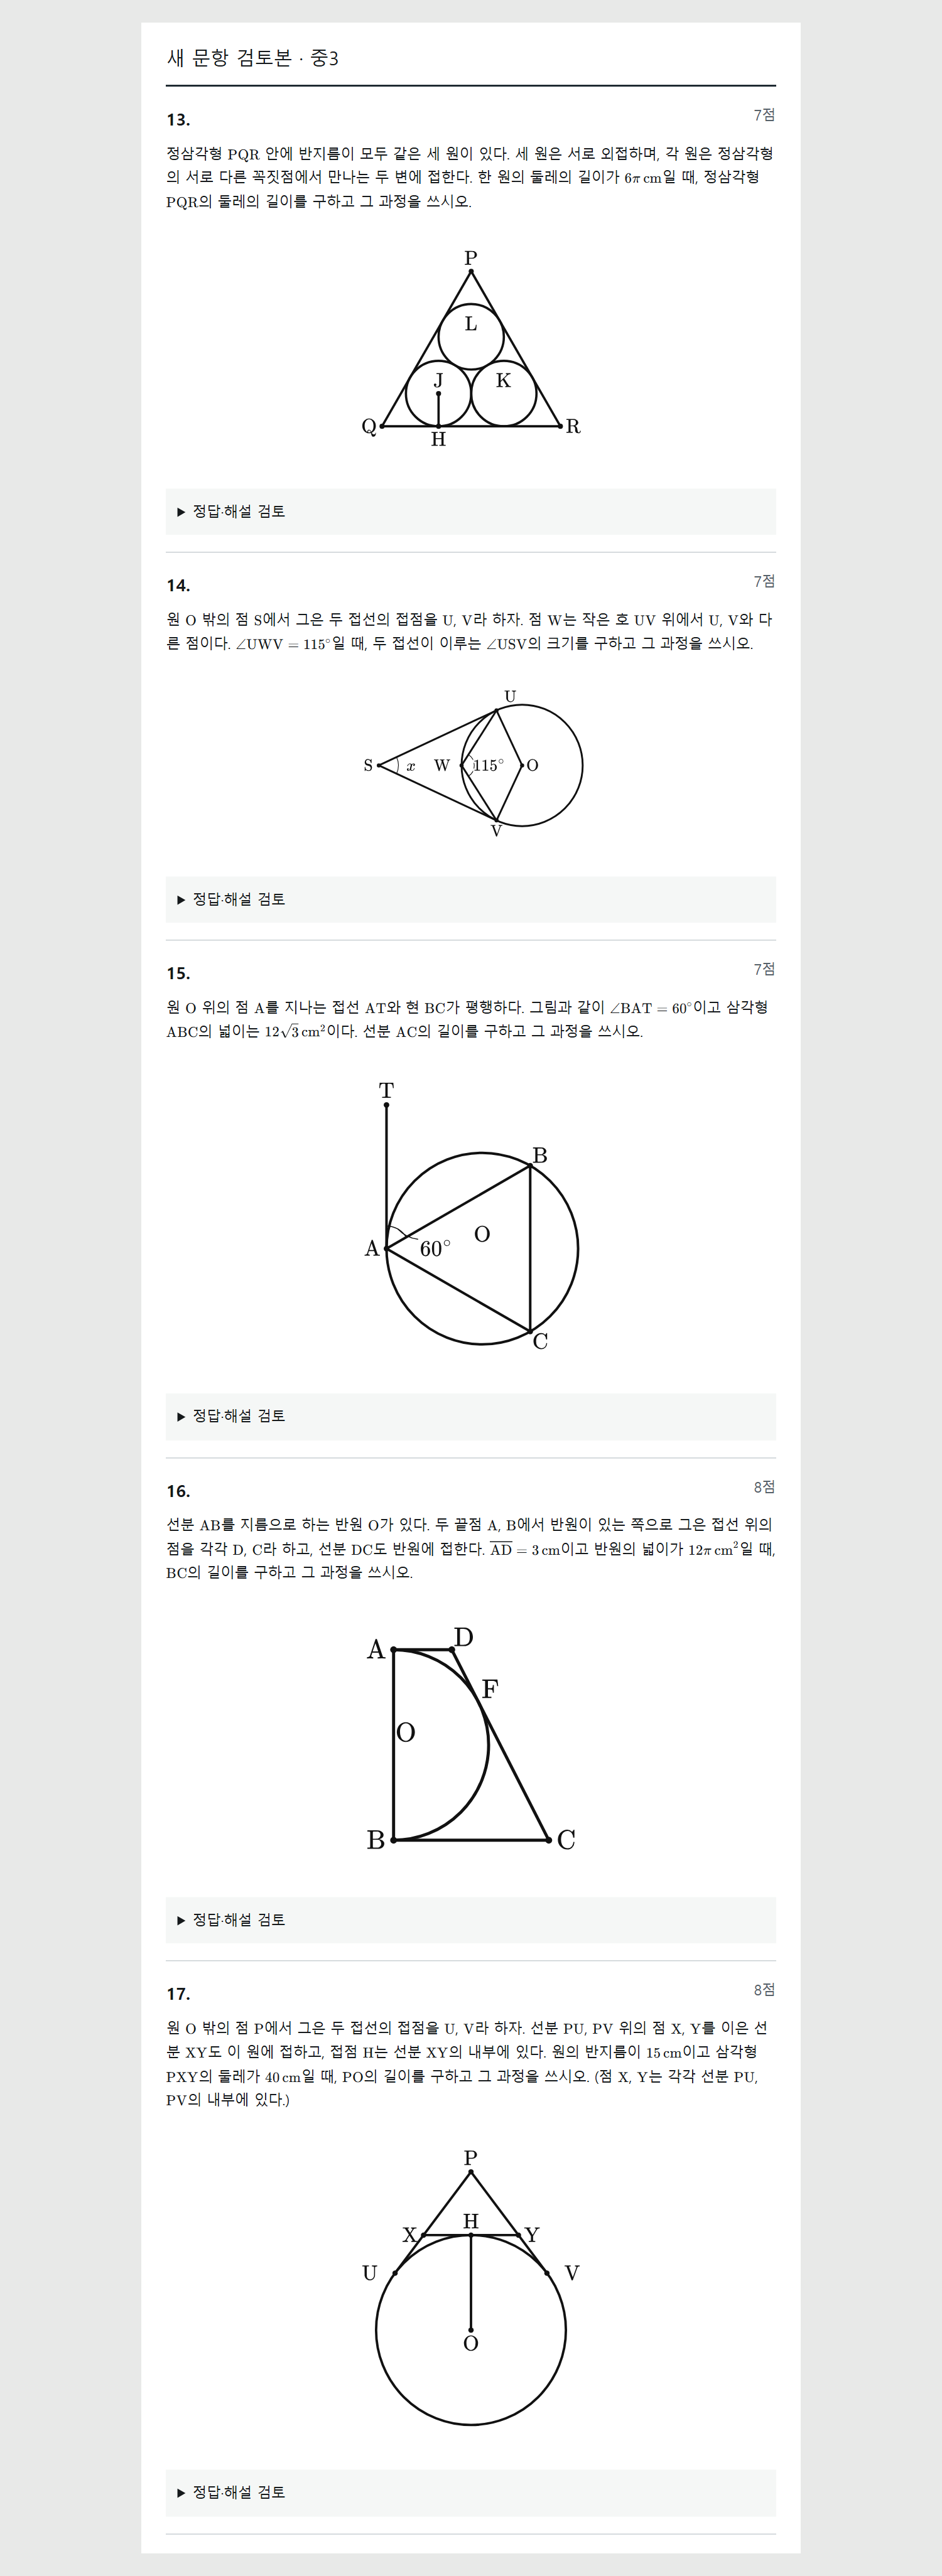 새 문항 검토본 · 중3
13.
7점
정삼각형 PQR 안에 반지름이 모두 같은 세 원이 있다. 세 원은 서로 외접하며, 각 원은 정삼각형
의 서로 다른 꼭짓점에서 만나는 두 변에 접한다. 한 원의 둘레의 길이가 6π cm일 때, 정삼각형
PQR의 둘레의 길이를 구하고 그 과정을 쓰시오.
P
L
J K
Q R
H
▶ 정답·해설 검토
14.
7점
원 O 밖의 점 S에서 그은 두 접선의 접점을 U, V라 하자. 점 W는 작은 호 UV 위에서 U, V와 다
른 점이다. ∠UWV = 115°일 때, 두 접선이 이루는 ∠USV의 크기를 구하고 그 과정을 쓰시오.
U
S x W 115° O
V
▶ 정답·해설 검토
15.
7점
원 O 위의 점 A를 지나는 접선 AT와 현 BC가 평행하다. 그림과 같이 ∠BAT = 60°이고 삼각형
ABC의 넓이는 12√3 cm²이다. 선분 AC의 길이를 구하고 그 과정을 쓰시오.
T
B
O
A 60°
C
▶ 정답·해설 검토
16.
8점
선분 AB를 지름으로 하는 반원 O가 있다. 두 끝점 A, B에서 반원이 있는 쪽으로 그은 접선 위의
점을 각각 D, C라 하고, 선분 DC도 반원에 접한다. A̅D̅ = 3 cm이고 반원의 넓이가 12π cm²일 때,
BC의 길이를 구하고 그 과정을 쓰시오.
D
A
F
O
B C
▶ 정답·해설 검토
17.
8점
원 O 밖의 점 P에서 그은 두 접선의 접점을 U, V라 하자. 선분 PU, PV 위의 점 X, Y를 이은 선
분 XY도 이 원에 접하고, 접점 H는 선분 XY의 내부에 있다. 원의 반지름이 15 cm이고 삼각형
PXY의 둘레가 40 cm일 때, PO의 길이를 구하고 그 과정을 쓰시오. (점 X, Y는 각각 선분 PU,
PV의 내부에 있다.)
P
H
X Y
U V
O
▶ 정답·해설 검토